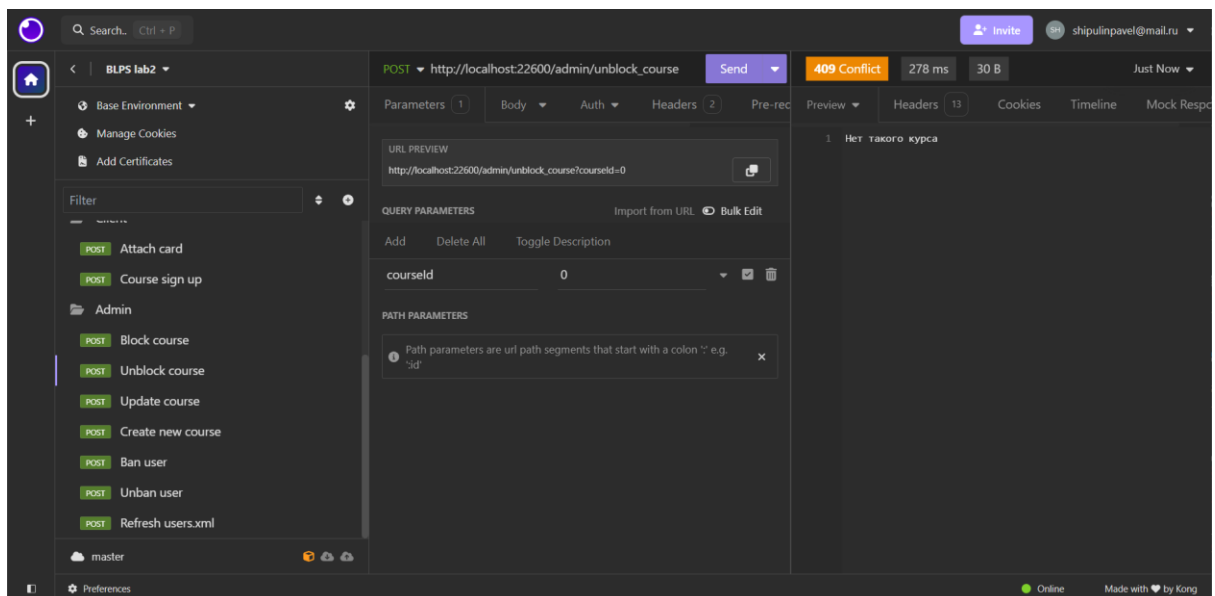 Search.. Ctrl + P
Invite
SH shipulinpavel@mail.ru
BLPS lab2
Base Environment
Manage Cookies
Add Certificates
Filter
Client
POST Attach card
POST Course sign up
Admin
POST Block course
POST Unblock course
POST Update course
POST Create new course
POST Ban user
POST Unban user
POST Refresh users.xml
master
Preferences
POST http://localhost:22600/admin/unblock_course Send
Parameters 1 Body Auth Headers 2 Pre-req
URL PREVIEW
http://localhost:22600/admin/unblock_course?courseId=0
QUERY PARAMETERS Import from URL Bulk Edit
Add Delete All Toggle Description
courseId 0
PATH PARAMETERS
Path parameters are url path segments that start with a colon ':' e.g.
':id'
409 Conflict 278 ms 30 B Just Now
Preview Headers 13 Cookies Timeline Mock Respo
1 Нет такого курса
Online Made with ♥ by Kong